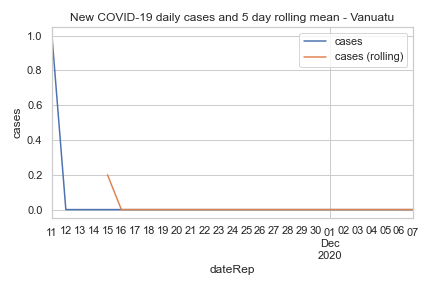 New COVID-19 daily cases and 5 day rolling mean - Vanuatu
cases
cases (rolling)
1.0
0.8
0.6
0.4
0.2
0.0
cases
11 12 13 14 15 16 17 18 19 20 21 22 23 24 25 26 27 28 29 30 01 02 03 04 05 06 07
Dec
2020
dateRep